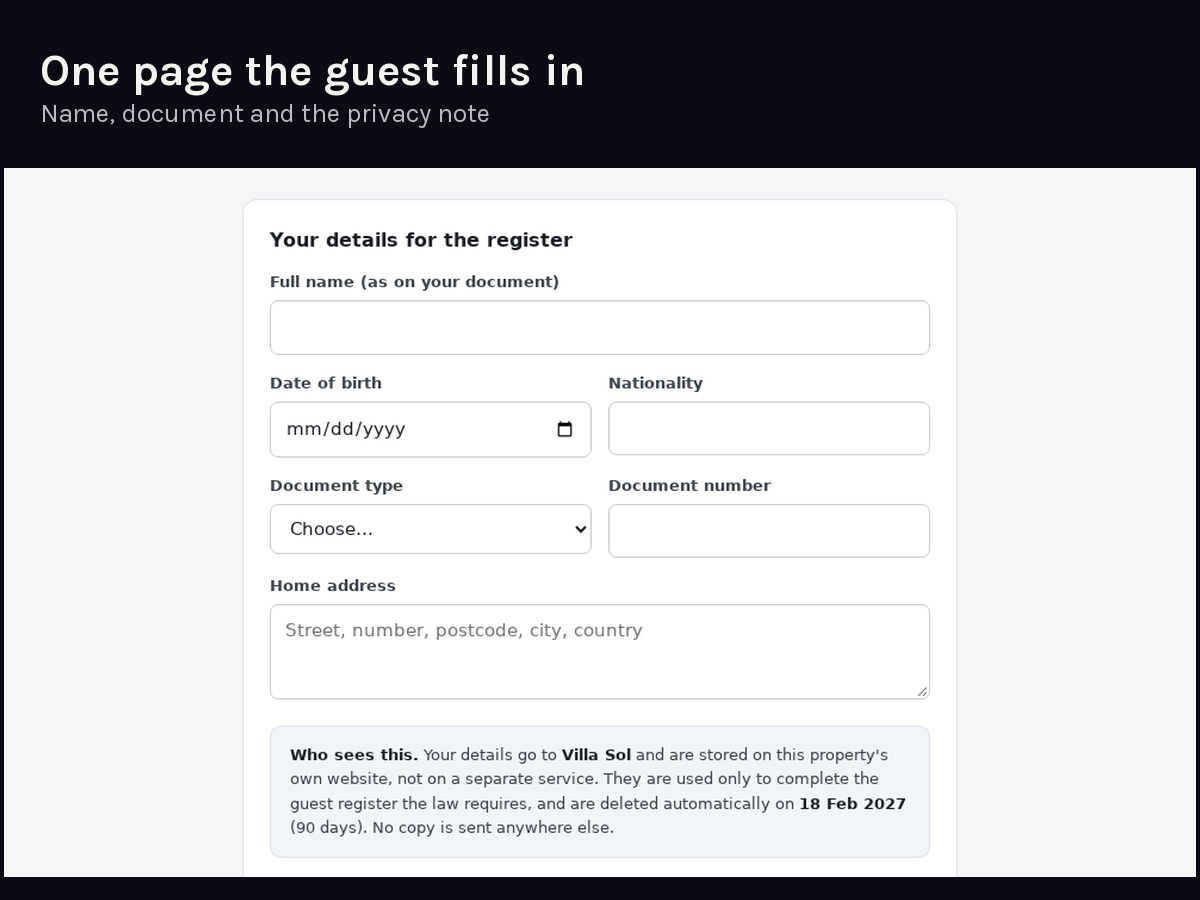 One page the guest fills in
Name, document and the privacy note
Your details for the register
Full name (as on your document)
Date of birth
Nationality
mm/dd/yyyy
Document type
Document number
Choose...
Home address
Street, number, postcode, city, country
Who sees this. Your details go to Villa Sol and are stored on this property's
own website, not on a separate service. They are used only to complete the
guest register the law requires, and are deleted automatically on 18 Feb 2027
(90 days). No copy is sent anywhere else.